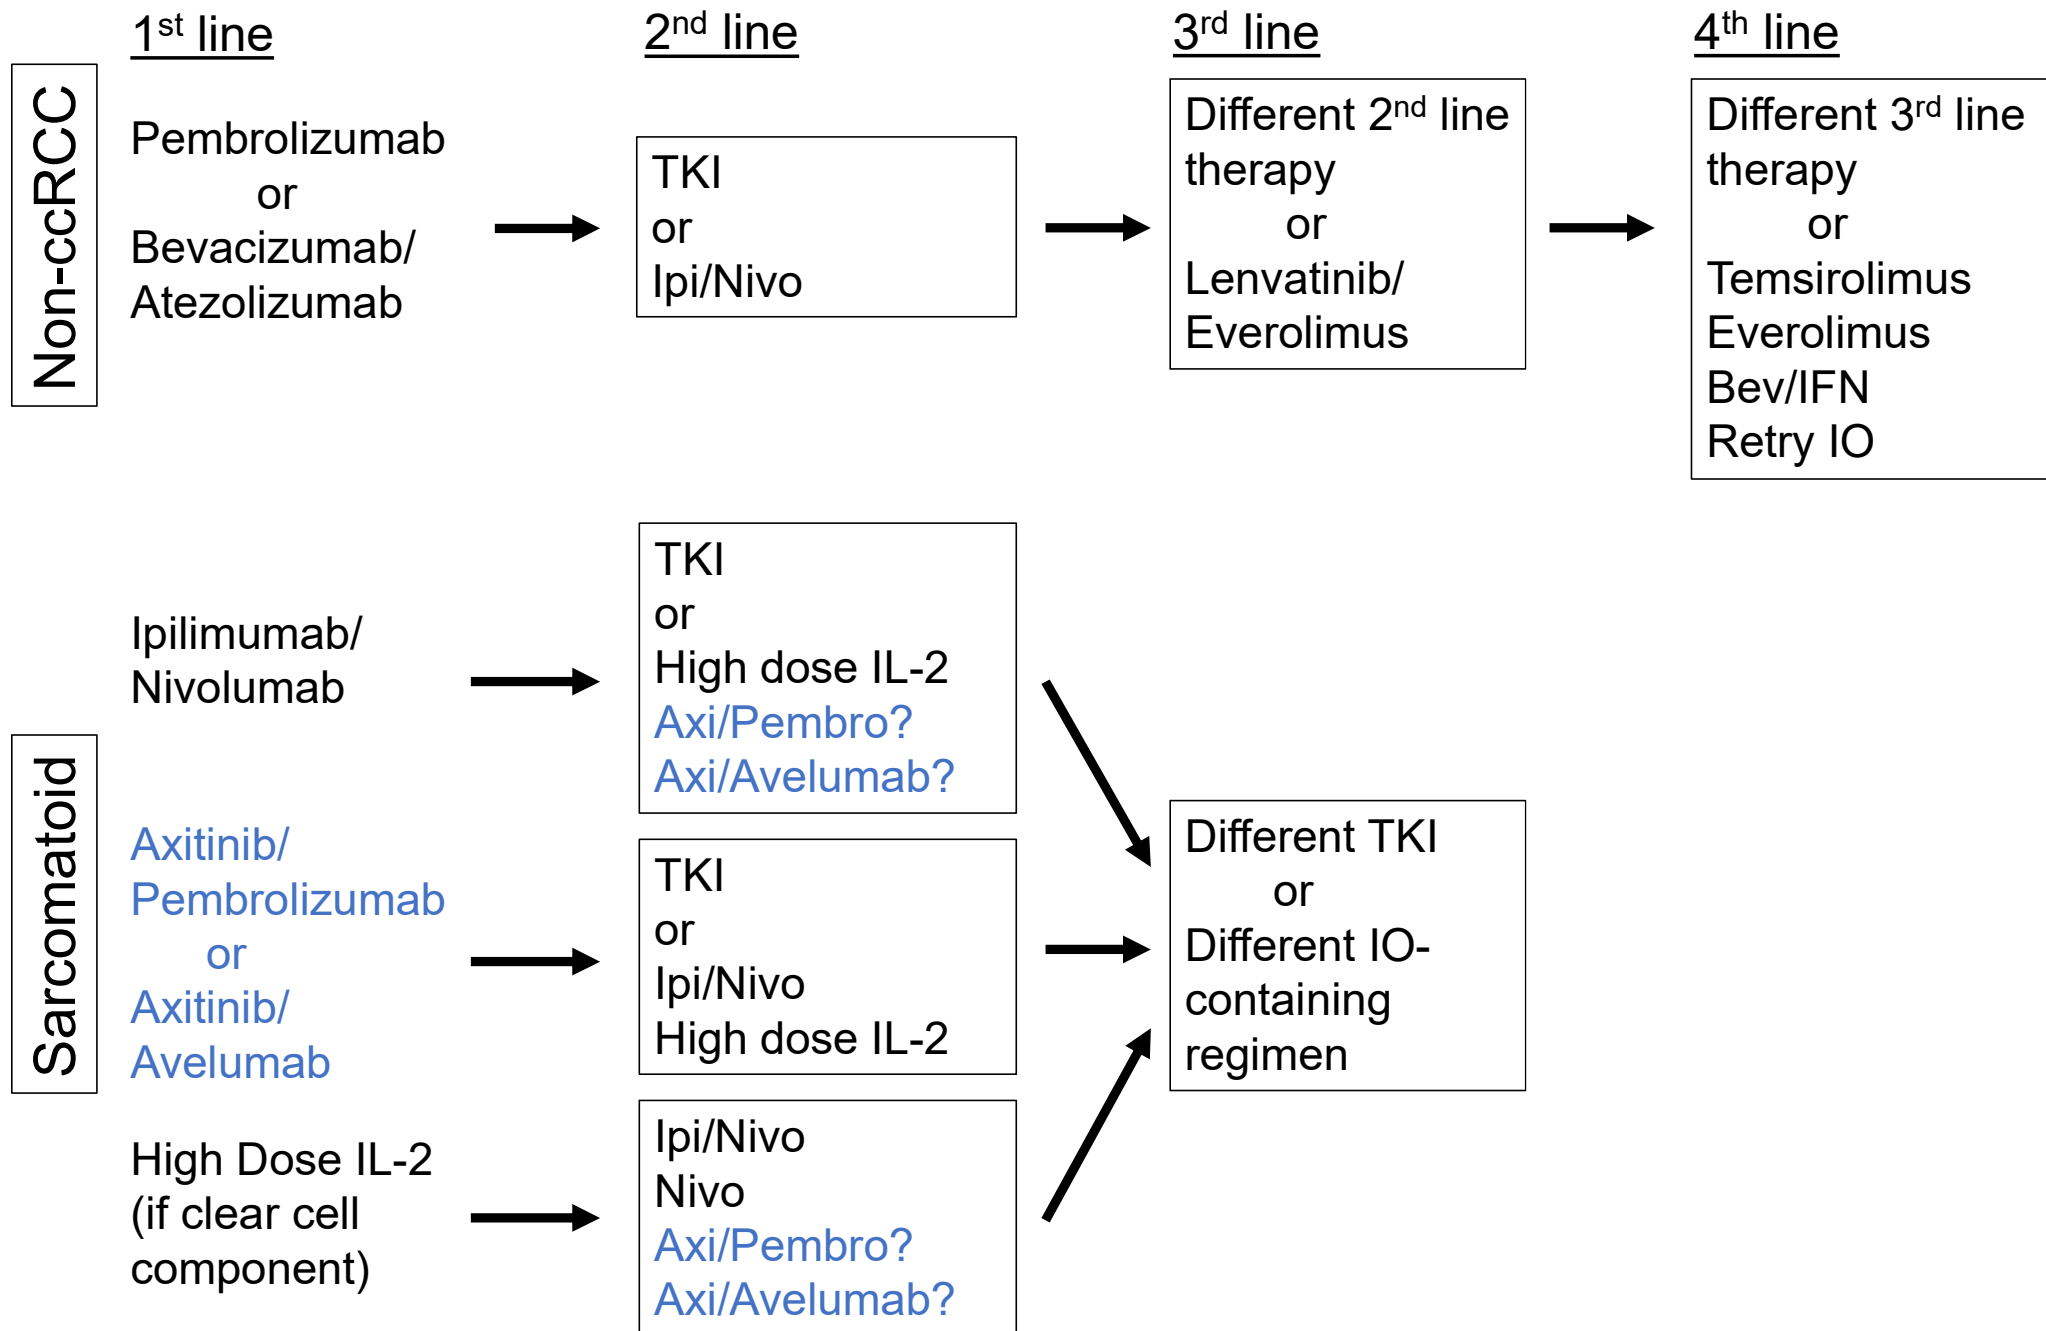 1st line
2nd line
3rd line
4th line
Non-ccRCC
Pembrolizumab
or
Bevacizumab/
Atezolizumab
TKI
or
Ipi/Nivo
Different 2nd line
therapy
or
Lenvatinib/
Everolimus
Different 3rd line
therapy
or
Temsirolimus
Everolimus
Bev/IFN
Retry IO
Sarcomatoid
Ipilimumab/
Nivolumab
TKI
or
High dose IL-2
Axi/Pembro?
Axi/Avelumab?
Axitinib/
Pembrolizumab
or
Axitinib/
Avelumab
TKI
or
Ipi/Nivo
High dose IL-2
High Dose IL-2
(if clear cell
component)
Ipi/Nivo
Nivo
Axi/Pembro?
Axi/Avelumab?
Different TKI
or
Different IO-
containing
regimen